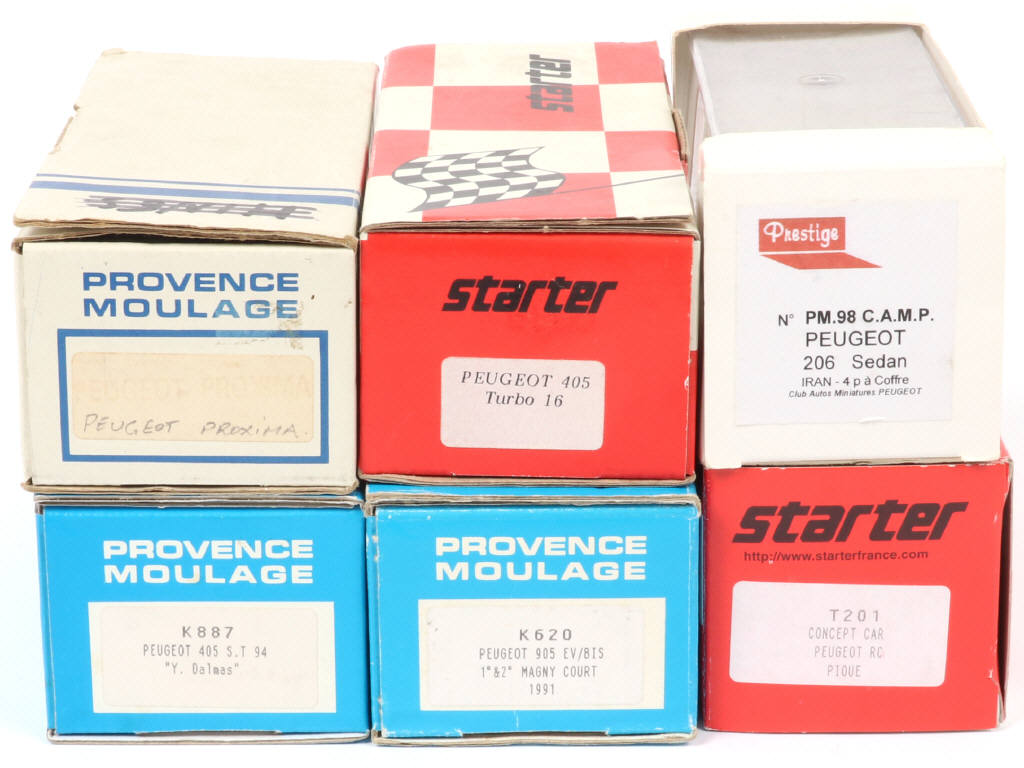 starter
PROVENCE
MOULAGE
PEUGEOT PROXIMA
PEUGEOT PROXIMA.
starter
PEUGEOT 405
Turbo 16
Prestige
N° PM.98 C.A.M.P.
PEUGEOT
206 Sedan
IRAN - 4 p à Coffre
Club Autos Miniatures PEUGEOT
PROVENCE
MOULAGE
K887
PEUGEOT 405 S.T 94
"Y. Dalmas"
PROVENCE
MOULAGE
K620
PEUGEOT 905 EV/BIS
1°&2° MAGNY COURT
1991
starter
http://www.starterfrance.com
T201
CONCEPT CAR
PEUGEOT RC
PIQUE